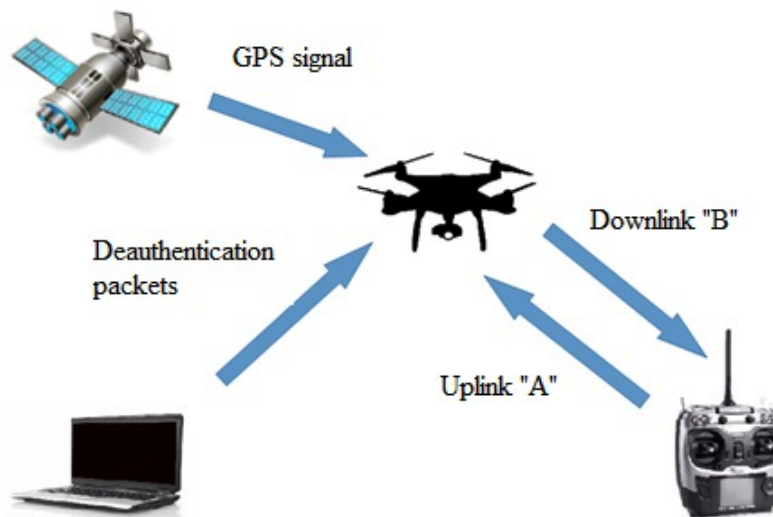 GPS signal
Deauthentication
packets
Downlink "B"
Uplink "A"